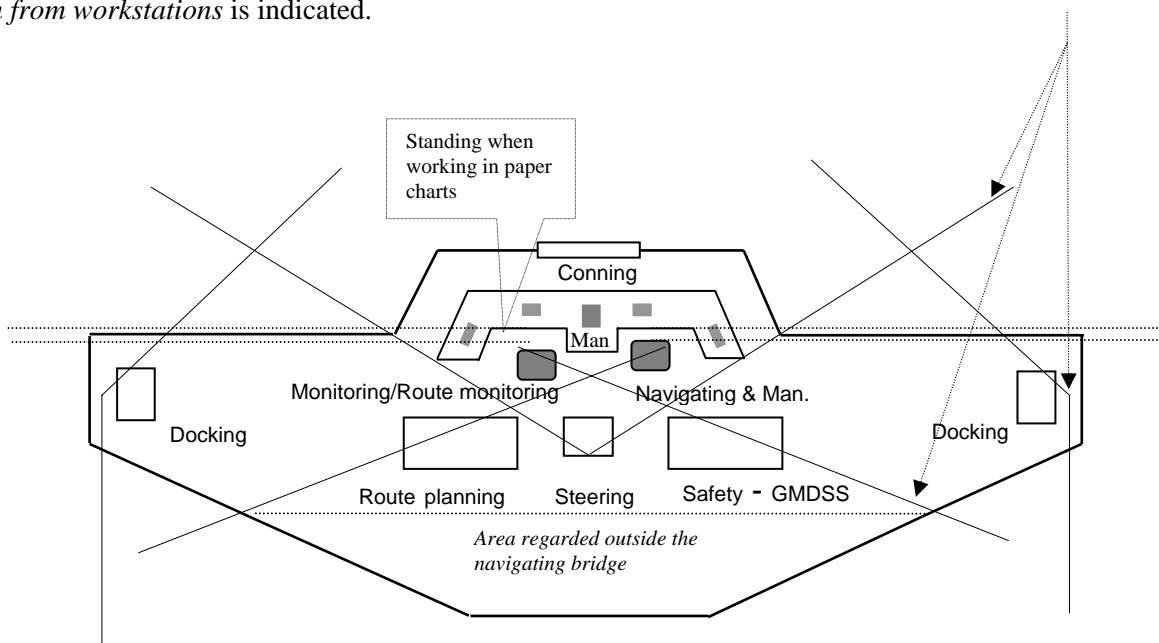 from workstations is indicated.
Standing when
working in paper
charts
Conning
Man
Monitoring/Route monitoring
Navigating & Man.
Docking
Docking
Route planning
Steering
Safety - GMDSS
Area regarded outside the
navigating bridge